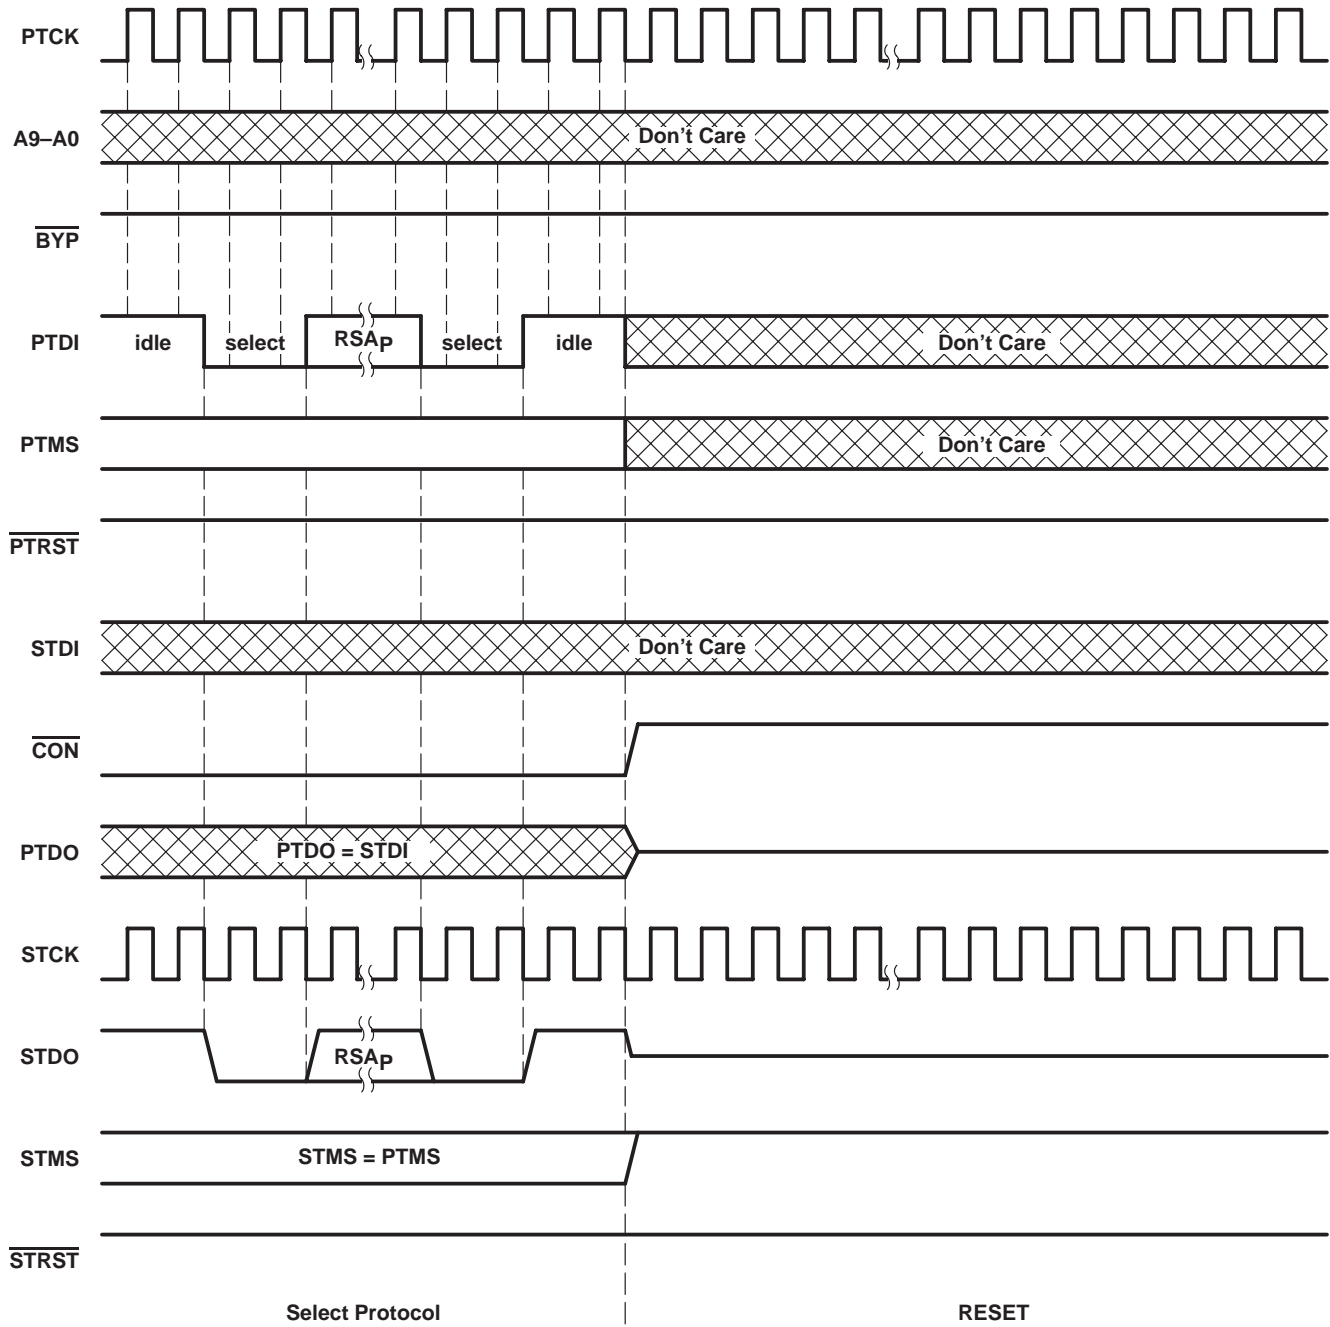 PTCK
A9–A0
Don't Care
BYP
PTDI
idle
select
RSAP
select
idle
Don't Care
PTMS
Don't Care
PTRST
STDI
Don't Care
CON
PTDO
PTDO = STDI
STCK
STDO
RSAP
STMS
STMS = PTMS
STRST
Select Protocol
RESET